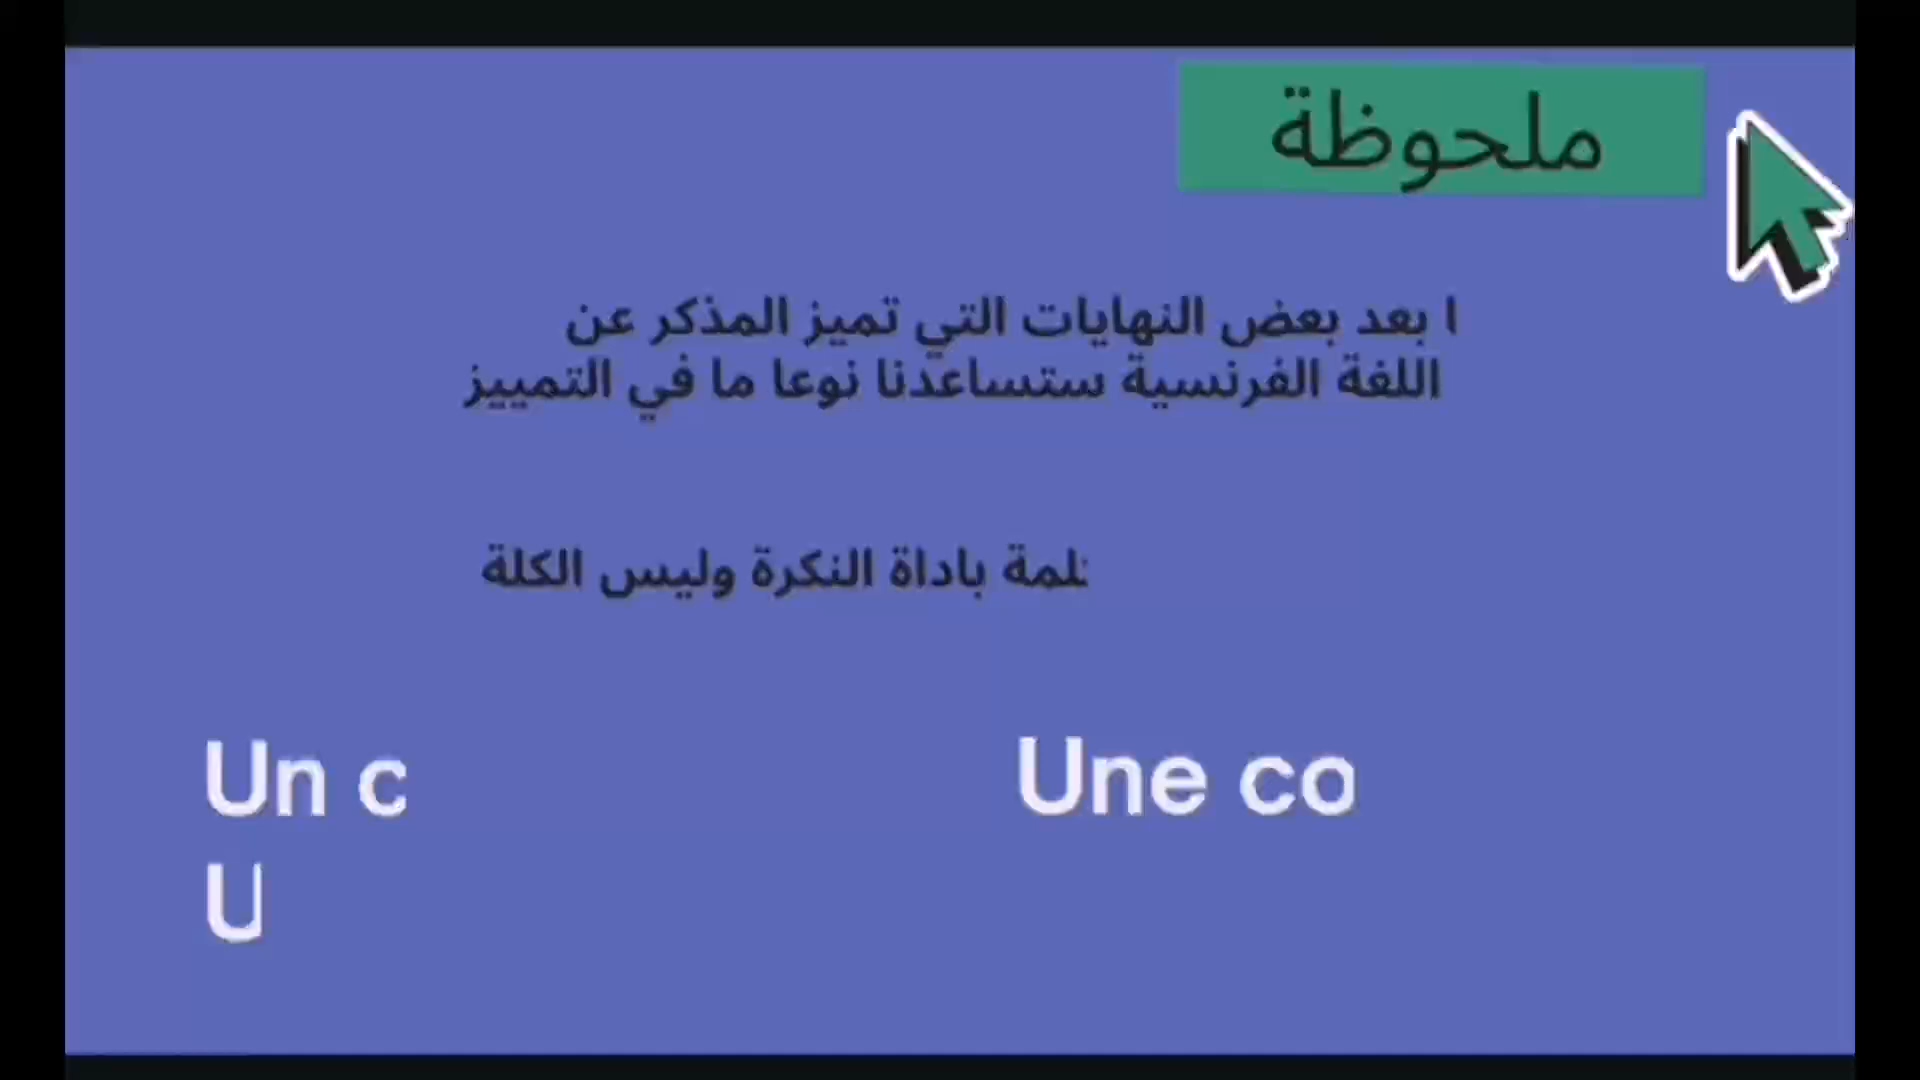 ملحوظة
ا بعد بعض النهايات التي تميز المذكر عن
اللغة الفرنسية ستساعدنا نوعا ما في التمييز
باداة النكرة وليس الكلة
Un c
Une co
U